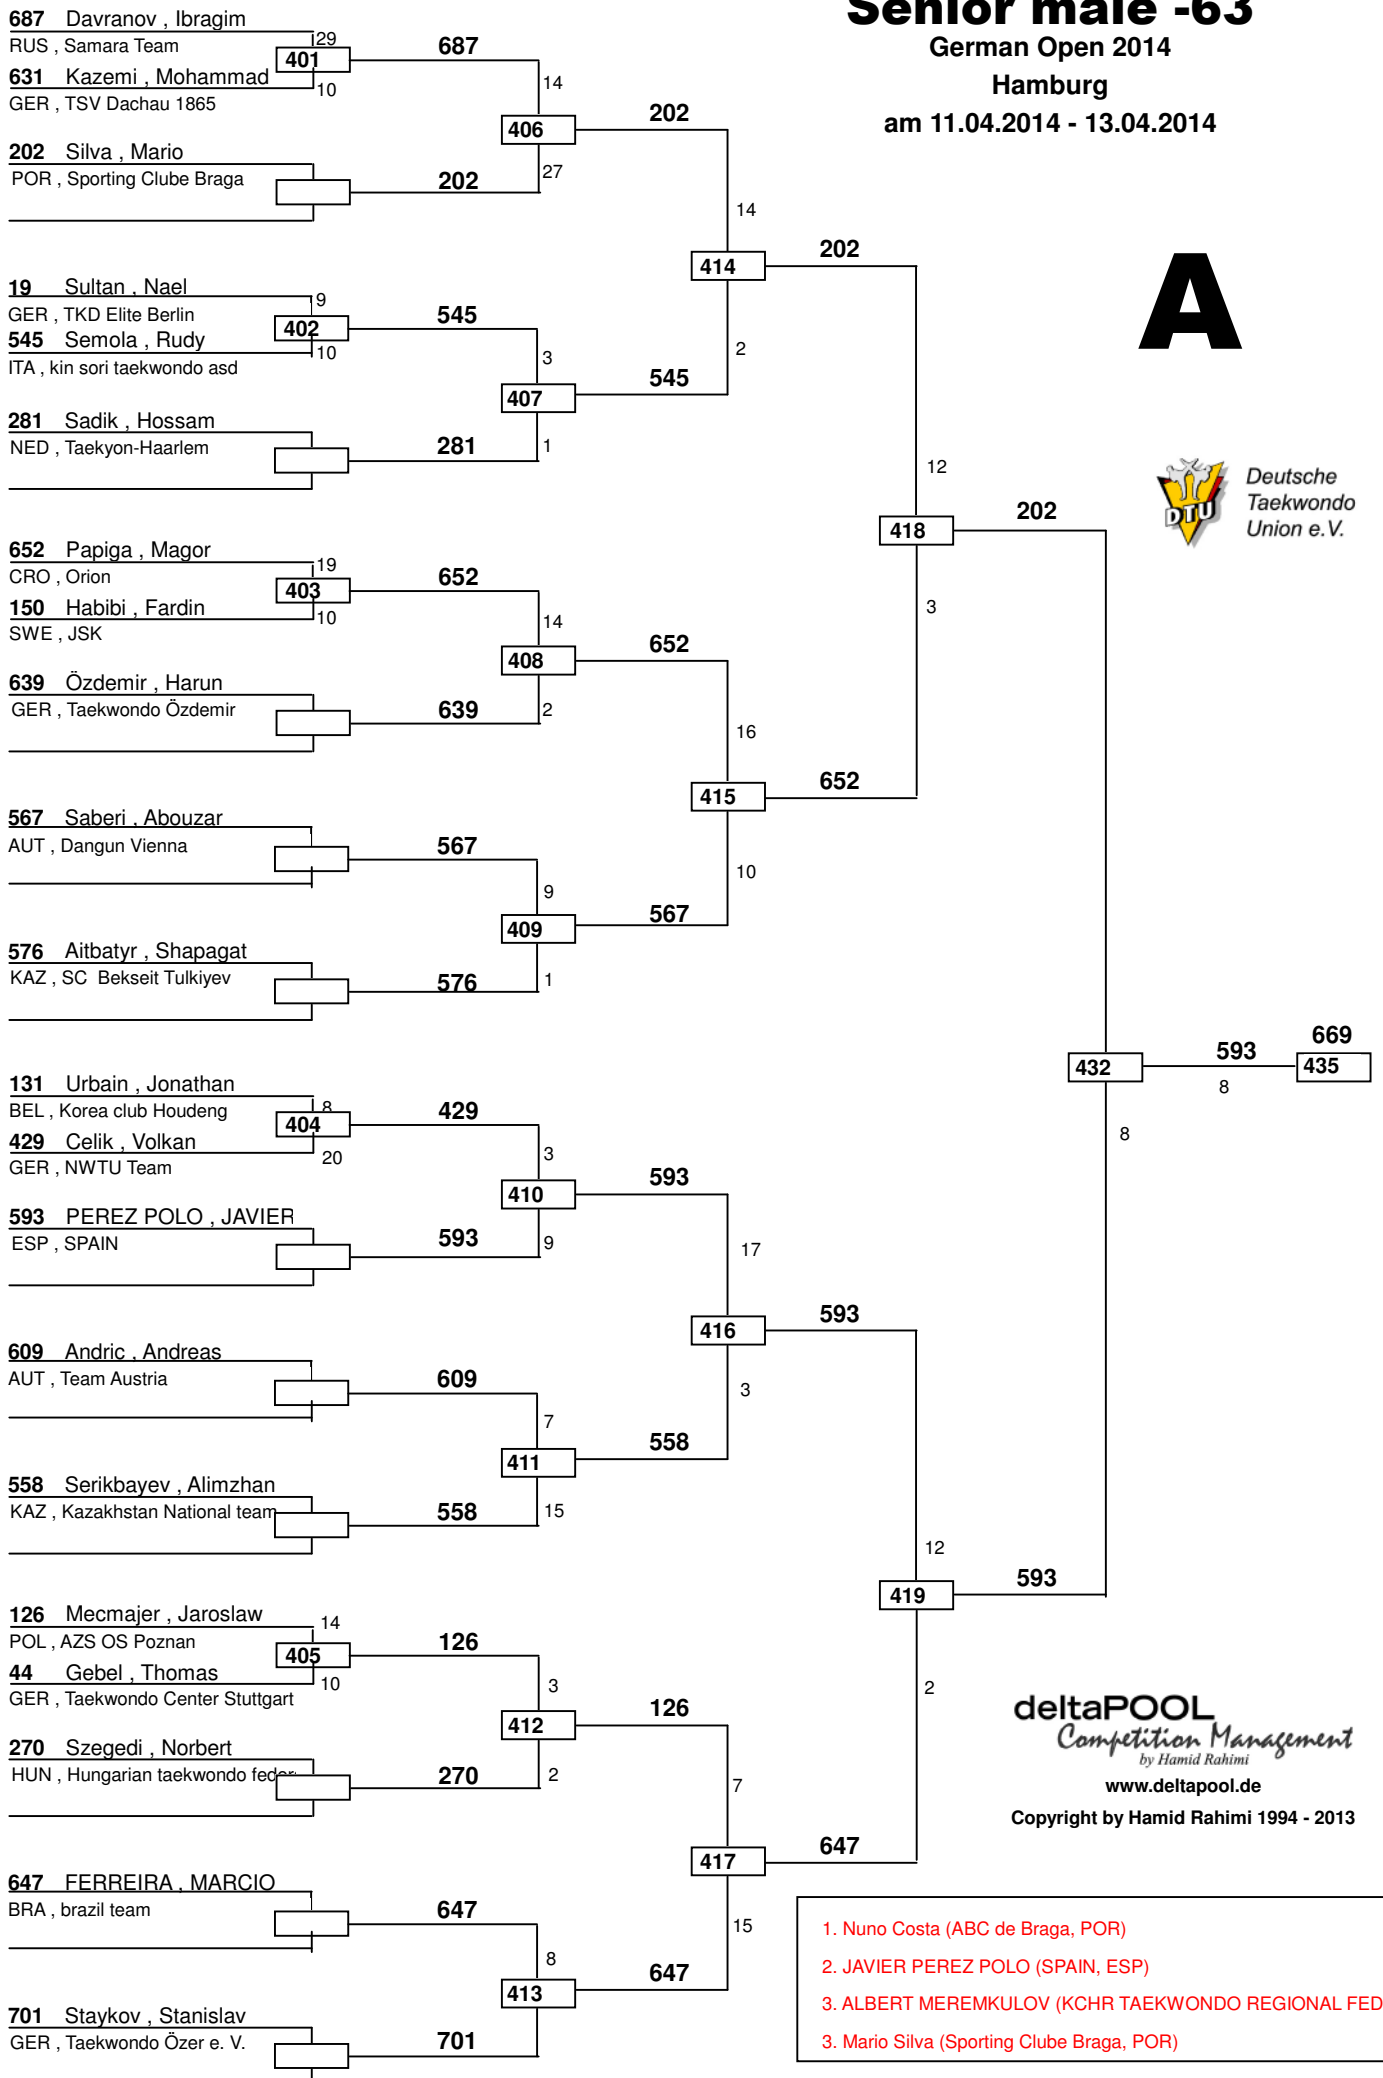 Senior male -63
German Open 2014
Hamburg
am 11.04.2014 - 13.04.2014
A
Deutsche
Taekwondo
Union e.V.
DTU
687 Davranov , Ibragim
RUS , Samara Team
29
401
687
631 Kazemi , Mohammad
10
GER , TSV Dachau 1865
14
406
202
202 Silva , Mario
POR , Sporting Clube Braga
202
27
14
414
202
19 Sultan , Nael
9
GER , TKD Elite Berlin
402
545
545 Semola , Rudy
10
ITA , kin sori taekwondo asd
3
407
545
2
281 Sadik , Hossam
NED , Taekyon-Haarlem
281
1
12
418
202
652 Papiga , Magor
19
CRO , Orion
403
652
150 Habibi , Fardin
10
SWE , JSK
14
408
652
3
639 Özdemir , Harun
GER , Taekwondo Özdemir
639
2
16
415
652
567 Saberi , Abouzar
AUT , Dangun Vienna
567
10
9
409
567
576 Aitbatyr , Shapagat
KAZ , SC Bekseit Tulkiyev
576
1
432
593
8
669
435
131 Urbain , Jonathan
8
BEL , Korea club Houdeng
404
429
8
429 Celik , Volkan
20
GER , NWTU Team
3
410
593
593 PEREZ POLO , JAVIER
ESP , SPAIN
593
9
17
416
593
609 Andric , Andreas
AUT , Team Austria
609
3
7
411
558
558 Serikbayev , Alimzhan
KAZ , Kazakhstan National team
558
15
12
419
593
126 Mecmajer , Jaroslaw
14
POL , AZS OS Poznan
405
126
44 Gebel , Thomas
10
GER , Taekwondo Center Stuttgart
3
412
126
2
270 Szegedi , Norbert
HUN , Hungarian taekwondo feder
270
2
7
417
647
647 FERREIRA , MARCIO
BRA , brazil team
647
15
8
413
647
701 Staykov , Stanislav
GER , Taekwondo Özer e. V.
701
deltaPOOL
Competition Management
by Hamid Rahimi
www.deltapool.de
Copyright by Hamid Rahimi 1994 - 2013
1. Nuno Costa (ABC de Braga, POR)
2. JAVIER PEREZ POLO (SPAIN, ESP)
3. ALBERT MEREMKULOV (KCHR TAEKWONDO REGIONAL FED
3. Mario Silva (Sporting Clube Braga, POR)